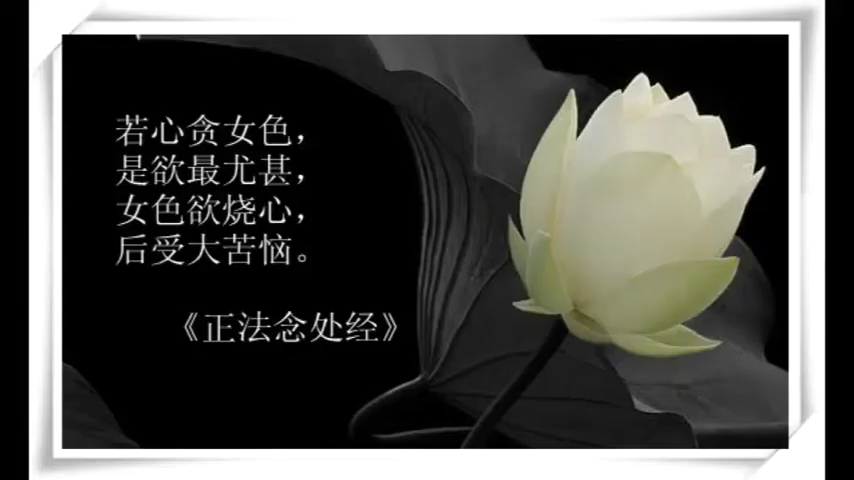 若心贪女色，
是欲最尤甚，
女色欲烧心，
后受大苦恼。
《正法念处经》